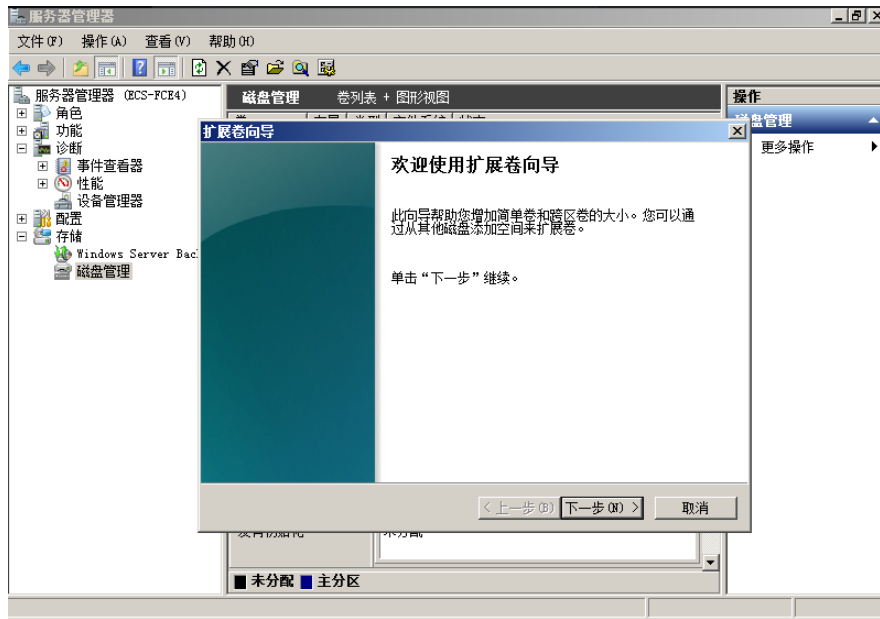 服务器管理器
文件(F) 操作(A) 查看(V) 帮助(H)
服务器管理器 (ECS-FCE4)
角色
功能
诊断
事件查看器
性能
设备管理器
配置
存储
Windows Server Bac
磁盘管理
磁盘管理 卷列表 + 图形视图
扩展卷向导
欢迎使用扩展卷向导
此向导帮助您增加简单卷和跨区卷的大小。您可以通
过从其他磁盘添加空间来扩展卷。
单击“下一步”继续。
< 上一步(B) 下一步(N) > 取消
未分配 主分区
操作
磁盘管理
更多操作